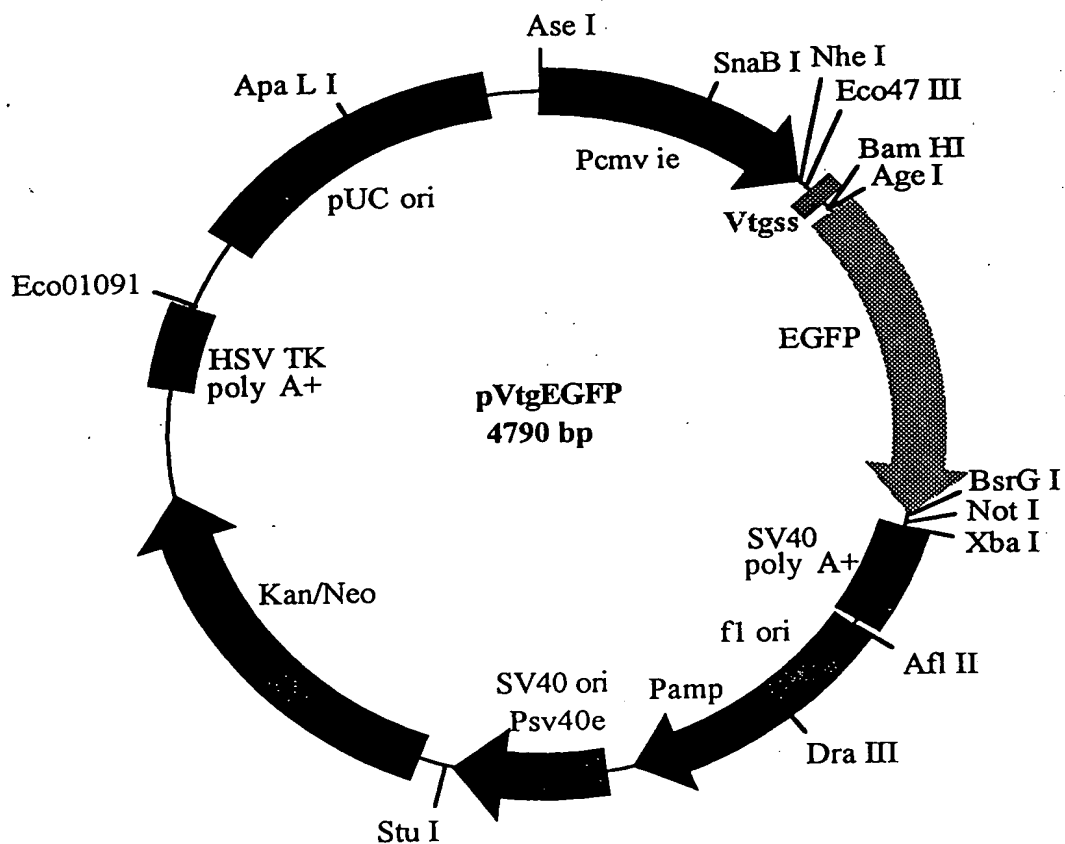 Ase I
SnaB I
Nhe I
Eco47 III
Apa L I
Bam HI
Age I
Pcmv ie
pUC ori
Vtgss
Eco01091
EGFP
HSV TK
poly A+
pVtgEGFP
4790 bp
BsrG I
Not I
Xba I
SV40
poly A+
Kan/Neo
f1 ori
Afl II
SV40 ori
Psv40e
Pamp
Dra III
Stu I